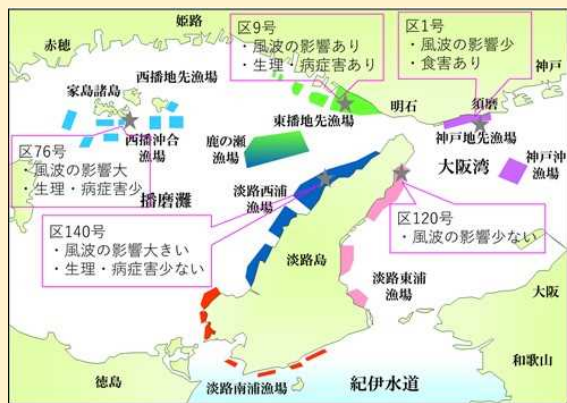 姫路
赤穂
区9号
・風波の影響あり
・生理・病症害あり
区1号
・風波の影響少
・食害あり
神戸
西播地先漁場
家島諸島
明石
須磨
東播地先漁場
神戸地先漁場
西播沖合
漁場
鹿の瀬
漁場
大阪湾
神戸沖
漁場
区76号
・風波の影響大
・生理・病症害少
播磨灘
淡路西浦
漁場
区120号
・風波の影響少ない
区140号
・風波の影響大きい
・生理・病症害少ない
淡路島
淡路東浦
漁場
大阪
和歌山
徳島
淡路南浦漁場
紀伊水道